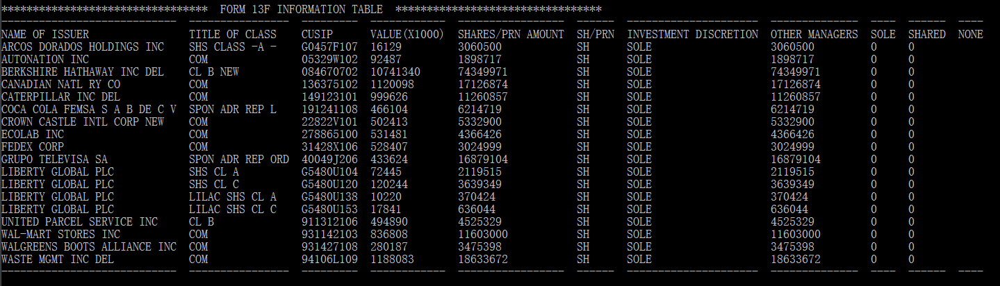 ********************************* FORM 13F INFORMATION TABLE *********************************
---------------------------- ---------------- --------- ------------ ------------------ ------ --------------------- -------------- ---- ------ ----
NAME OF ISSUER TITLE OF CLASS CUSIP VALUE(X1000) SHARES/PRN AMOUNT SH/PRN INVESTMENT DISCRETION OTHER MANAGERS SOLE SHARED NONE
ARCOS DORADOS HOLDINGS INC SHS CLASS -A - G0457F107 16129 3060500 SH SOLE 3060500 0 0
AUTONATION INC COM 05329W102 92487 1898717 SH SOLE 1898717 0 0
BERKSHIRE HATHAWAY INC DEL CL B NEW 084670702 10741340 74349971 SH SOLE 74349971 0 0
CANADIAN NATL RY CO COM 136375102 1120098 17126874 SH SOLE 17126874 0 0
CATERPILLAR INC DEL COM 149123101 999626 11260857 SH SOLE 11260857 0 0
COCA COLA FEMSA S A B DE C V SPON ADR REP L 191241108 466104 6214719 SH SOLE 6214719 0 0
CROWN CASTLE INTL CORP NEW COM 22822V101 502413 5332900 SH SOLE 5332900 0 0
ECOLAB INC COM 278865100 531481 4366426 SH SOLE 4366426 0 0
FEDEX CORP COM 31428X106 528407 3024999 SH SOLE 3024999 0 0
GRUPO TELEVISA SA SPON ADR REP ORD 40049J206 433624 16879104 SH SOLE 16879104 0 0
LIBERTY GLOBAL PLC SHS CL A G5480U104 72445 2119515 SH SOLE 2119515 0 0
LIBERTY GLOBAL PLC SHS CL C G5480U120 120244 3639349 SH SOLE 3639349 0 0
LIBERTY GLOBAL PLC LILAC SHS CL A G5480U138 10220 370424 SH SOLE 370424 0 0
LIBERTY GLOBAL PLC LILAC SHS CL C G5480U153 17841 636044 SH SOLE 636044 0 0
UNITED PARCEL SERVICE INC CL B 911312106 494890 4525329 SH SOLE 4525329 0 0
WAL-MART STORES INC COM 931142103 836808 11603000 SH SOLE 11603000 0 0
WALGREENS BOOTS ALLIANCE INC COM 931427108 280187 3475398 SH SOLE 3475398 0 0
WASTE MGMT INC DEL COM 94106L109 1188083 18633672 SH SOLE 18633672 0 0
---------------------------- ---------------- --------- ------------ ------------------ ------ --------------------- -------------- ---- ------ ----